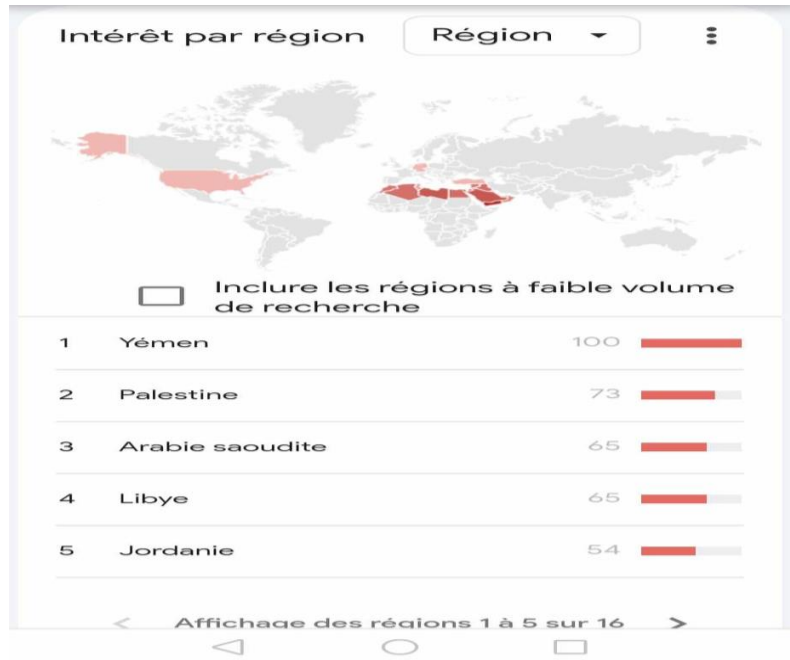 Intérêt par région
Région
Inclure les régions à faible volume
de recherche
1 Yémen 100
2 Palestine 73
3 Arabie saoudite 65
4 Libye 65
5 Jordanie 54
Affichage des régions 1 à 5 sur 16